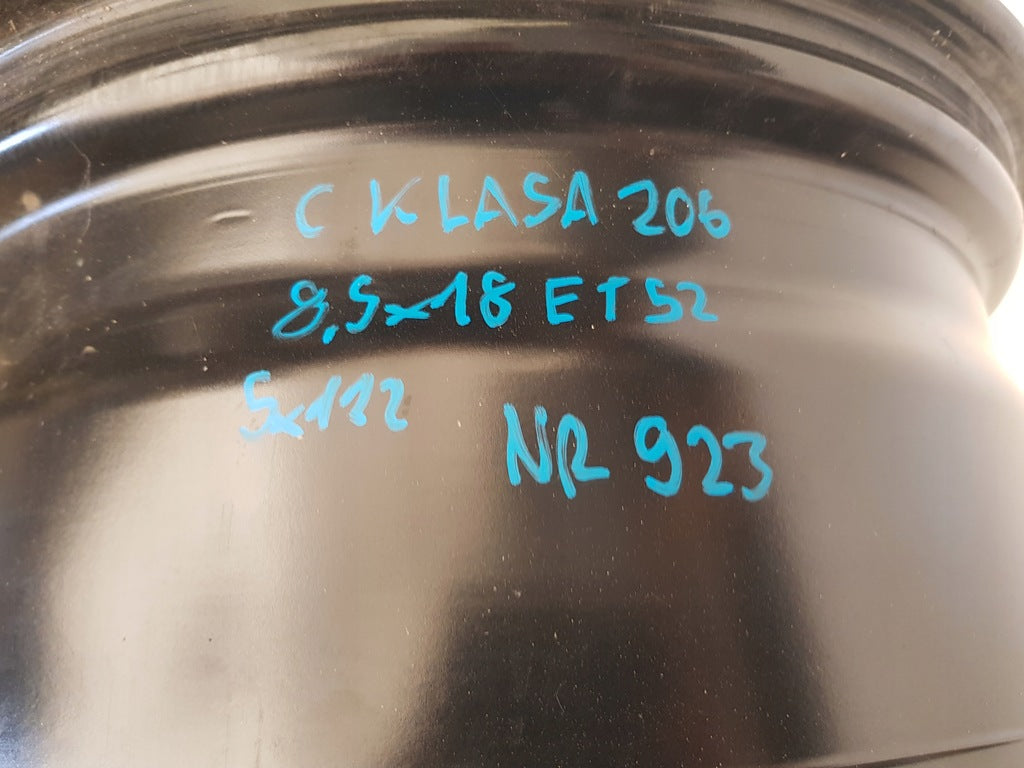 C KLASA 206
8,5x18 ET52
5x112
NR 923